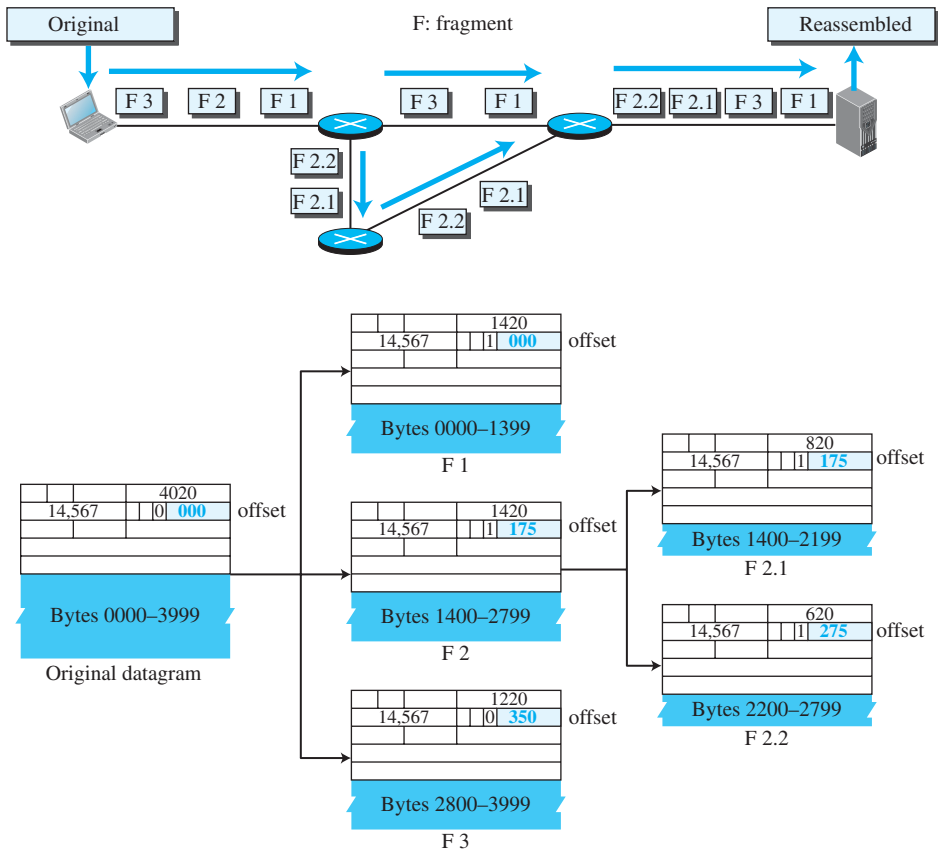 Original
F: fragment
Reassembled
F 3 F 2 F 1
F 3 F 1
F 2.2 F 2.1 F 3 F 1
F 2.2
F 2.1
F 2.2
F 2.1
4020
14,567 0 000 offset
Bytes 0000–3999
Original datagram
1420
14,567 1 000 offset
Bytes 0000–1399
F 1
1420
14,567 1 175 offset
Bytes 1400–2799
F 2
1220
14,567 0 350 offset
Bytes 2800–3999
F 3
820
14,567 1 175 offset
Bytes 1400–2199
F 2.1
620
14,567 1 275 offset
Bytes 2200–2799
F 2.2